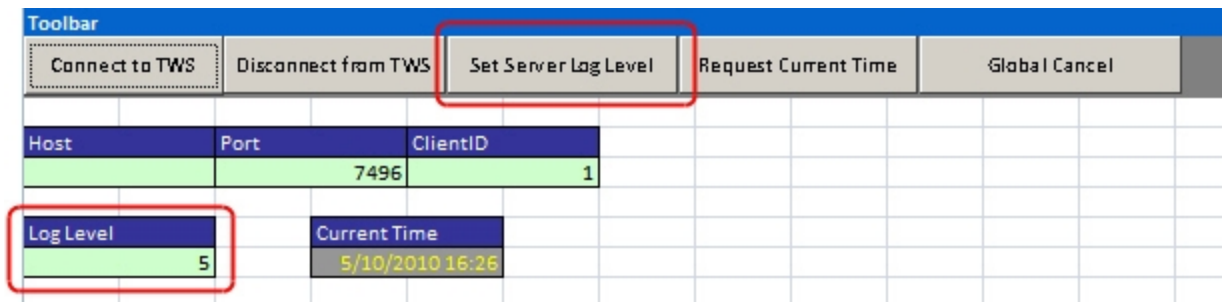 Toolbar
Connect to TWS Disconnect from TWS Set Server Log Level Request Current Time Global Cancel
Host Port ClientID
7496 1
Log Level Current Time
5 5/10/2010 16:26